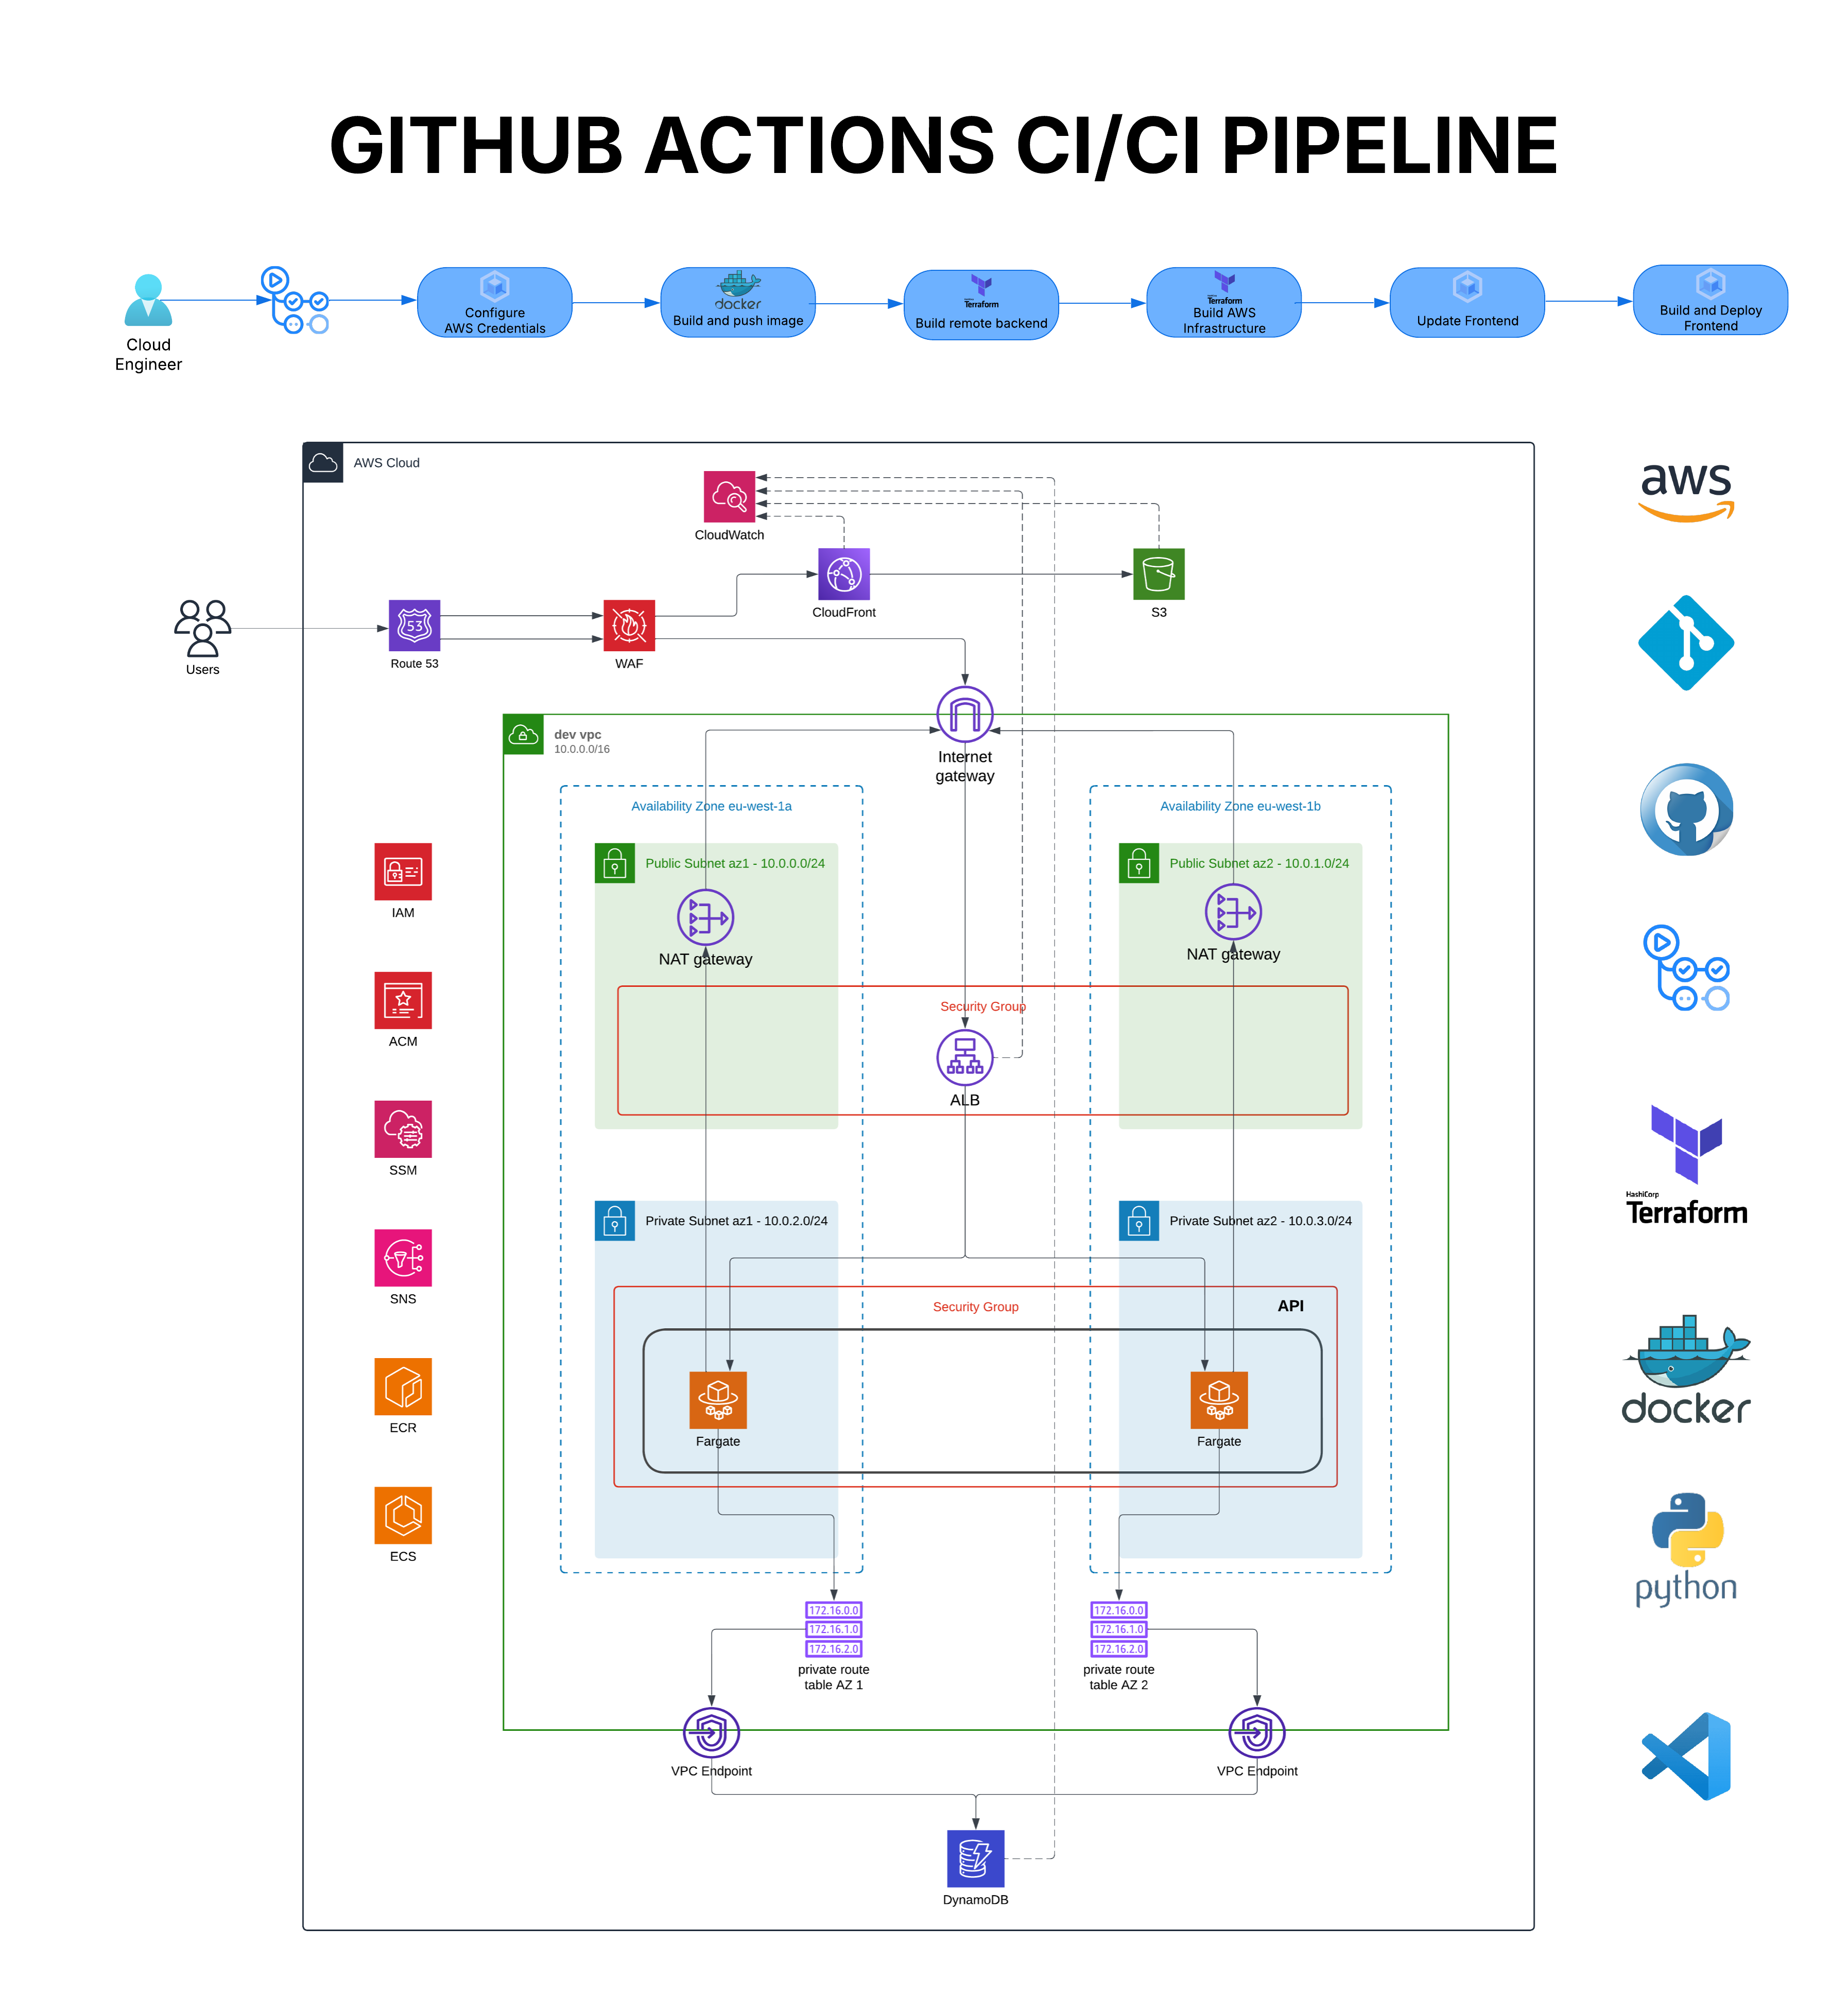 GITHUB ACTIONS CI/CI PIPELINE
Cloud
Engineer
Configure
AWS Credentials
docker
Build and push image
Terraform
Build remote backend
Terraform
Build AWS
Infrastructure
Update Frontend
Build and Deploy
Frontend
AWS Cloud
CloudWatch
CloudFront
S3
Users
53
Route 53
WAF
Internet
gateway
dev vpc
10.0.0.0/16
Availability Zone eu-west-1a
Availability Zone eu-west-1b
Public Subnet az1 - 10.0.0.0/24
Public Subnet az2 - 10.0.1.0/24
NAT gateway
NAT gateway
Security Group
ALB
Private Subnet az1 - 10.0.2.0/24
Private Subnet az2 - 10.0.3.0/24
Security Group
API
Fargate
Fargate
172.16.0.0
172.16.1.0
172.16.2.0
private route
table AZ 1
172.16.0.0
172.16.1.0
172.16.2.0
private route
table AZ 2
VPC Endpoint
VPC Endpoint
DynamoDB
IAM
ACM
SSM
SNS
ECR
ECS
aws
HashiCorp
Terraform
docker
python